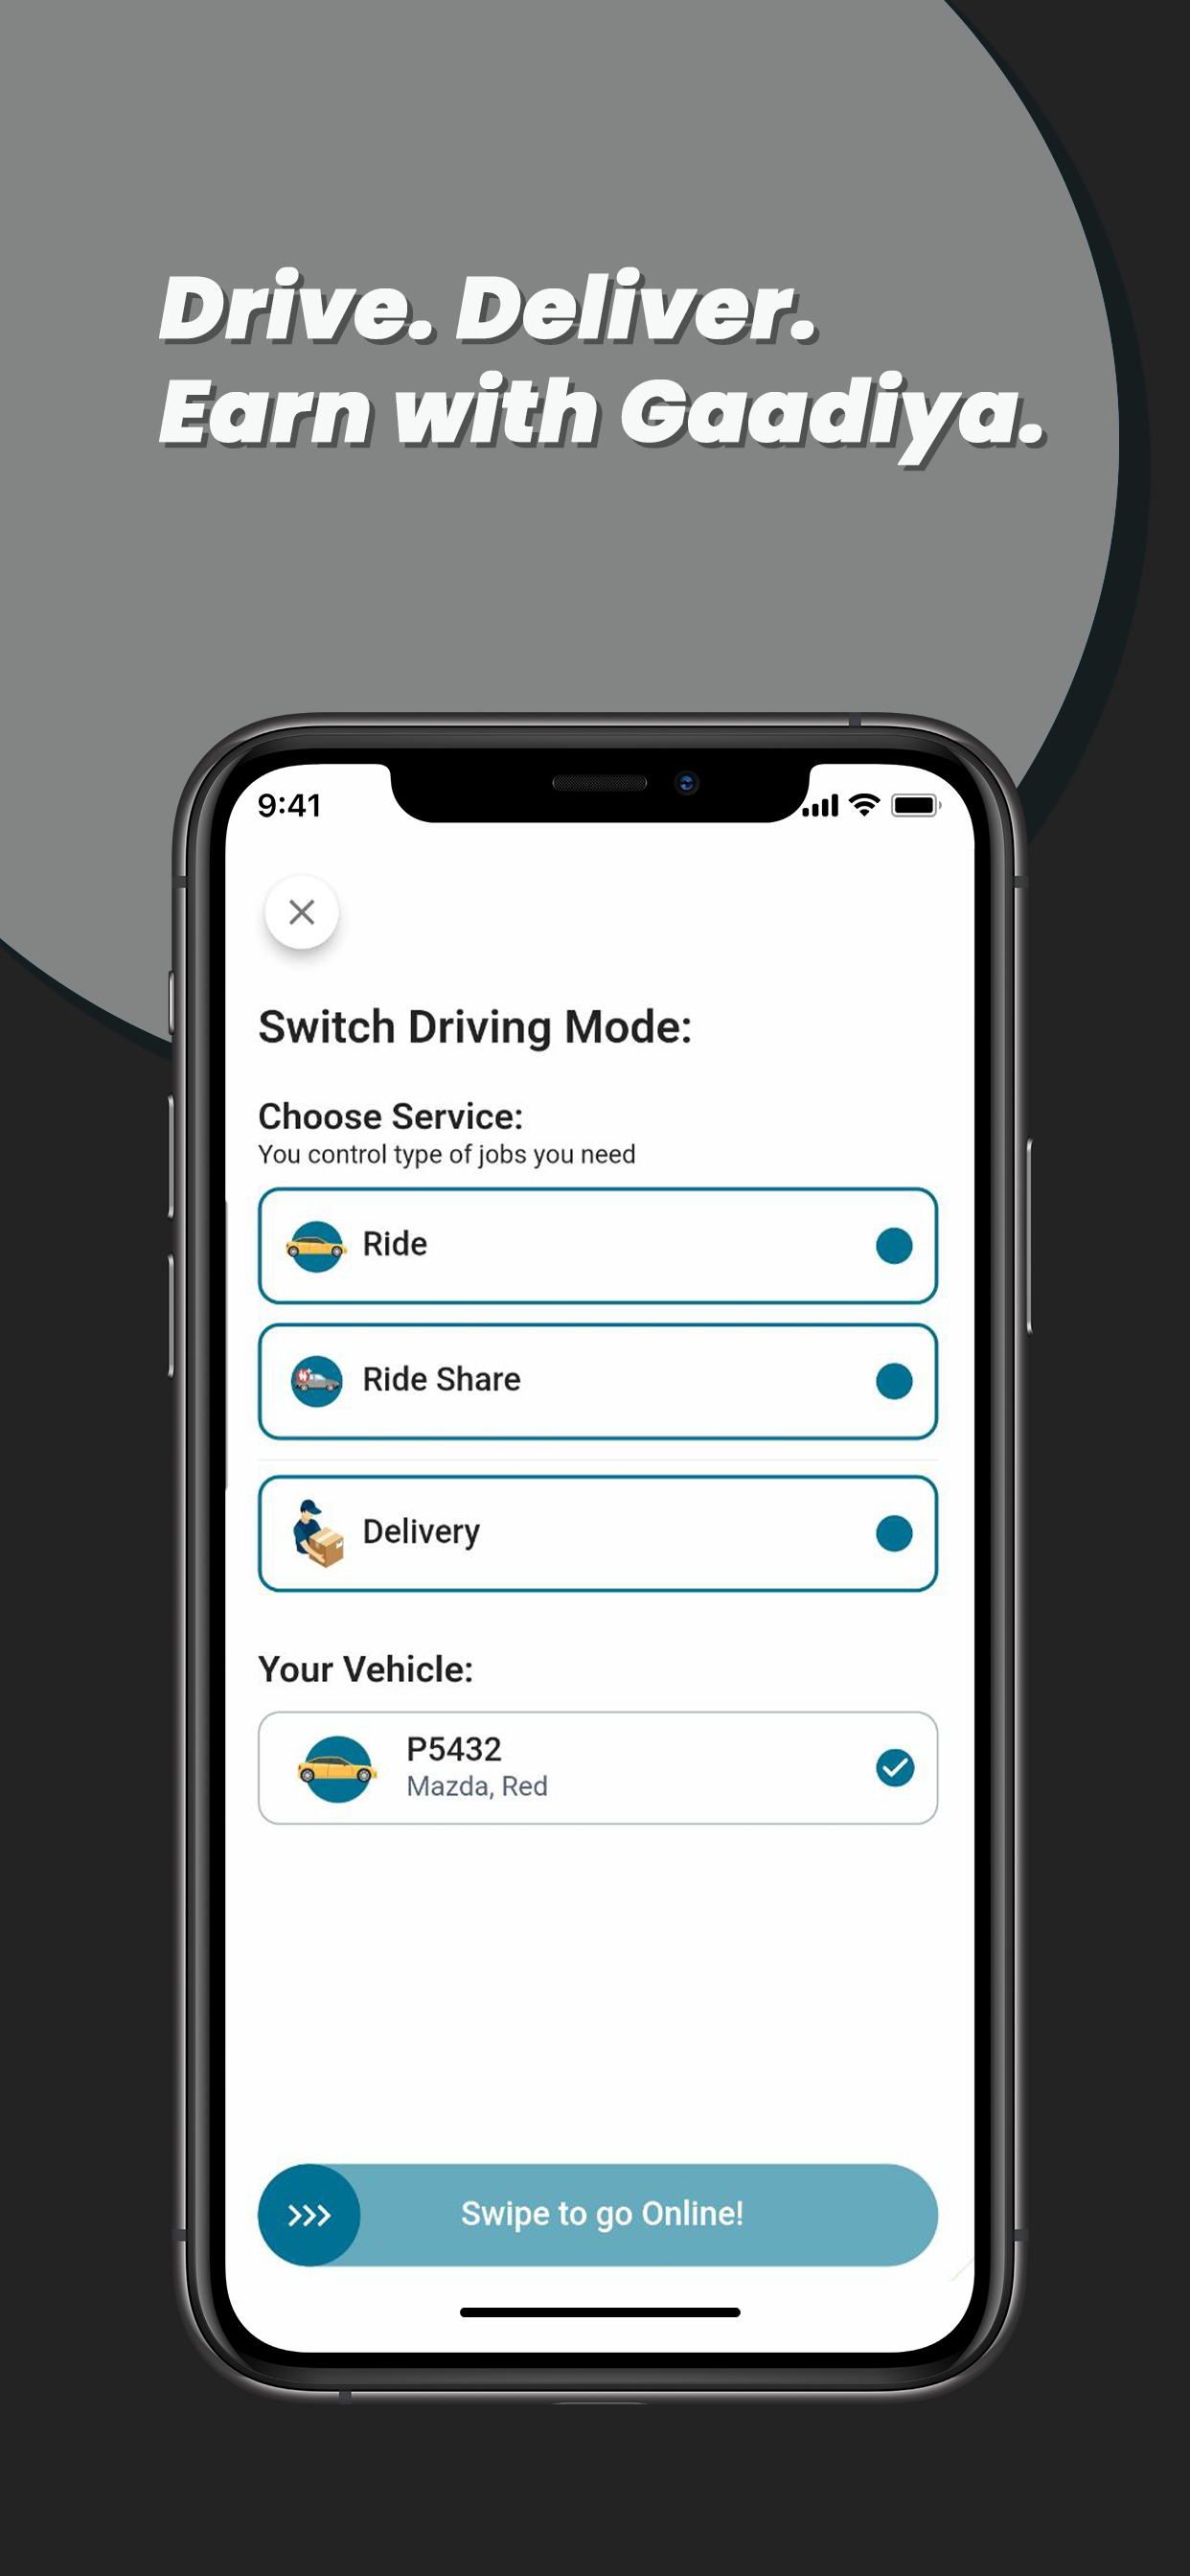 Drive. Deliver.
Earn with Gaadiya.
9:41
Switch Driving Mode:
Choose Service:
You control type of jobs you need
Ride
Ride Share
Delivery
Your Vehicle:
P5432
Mazda, Red
Swipe to go Online!